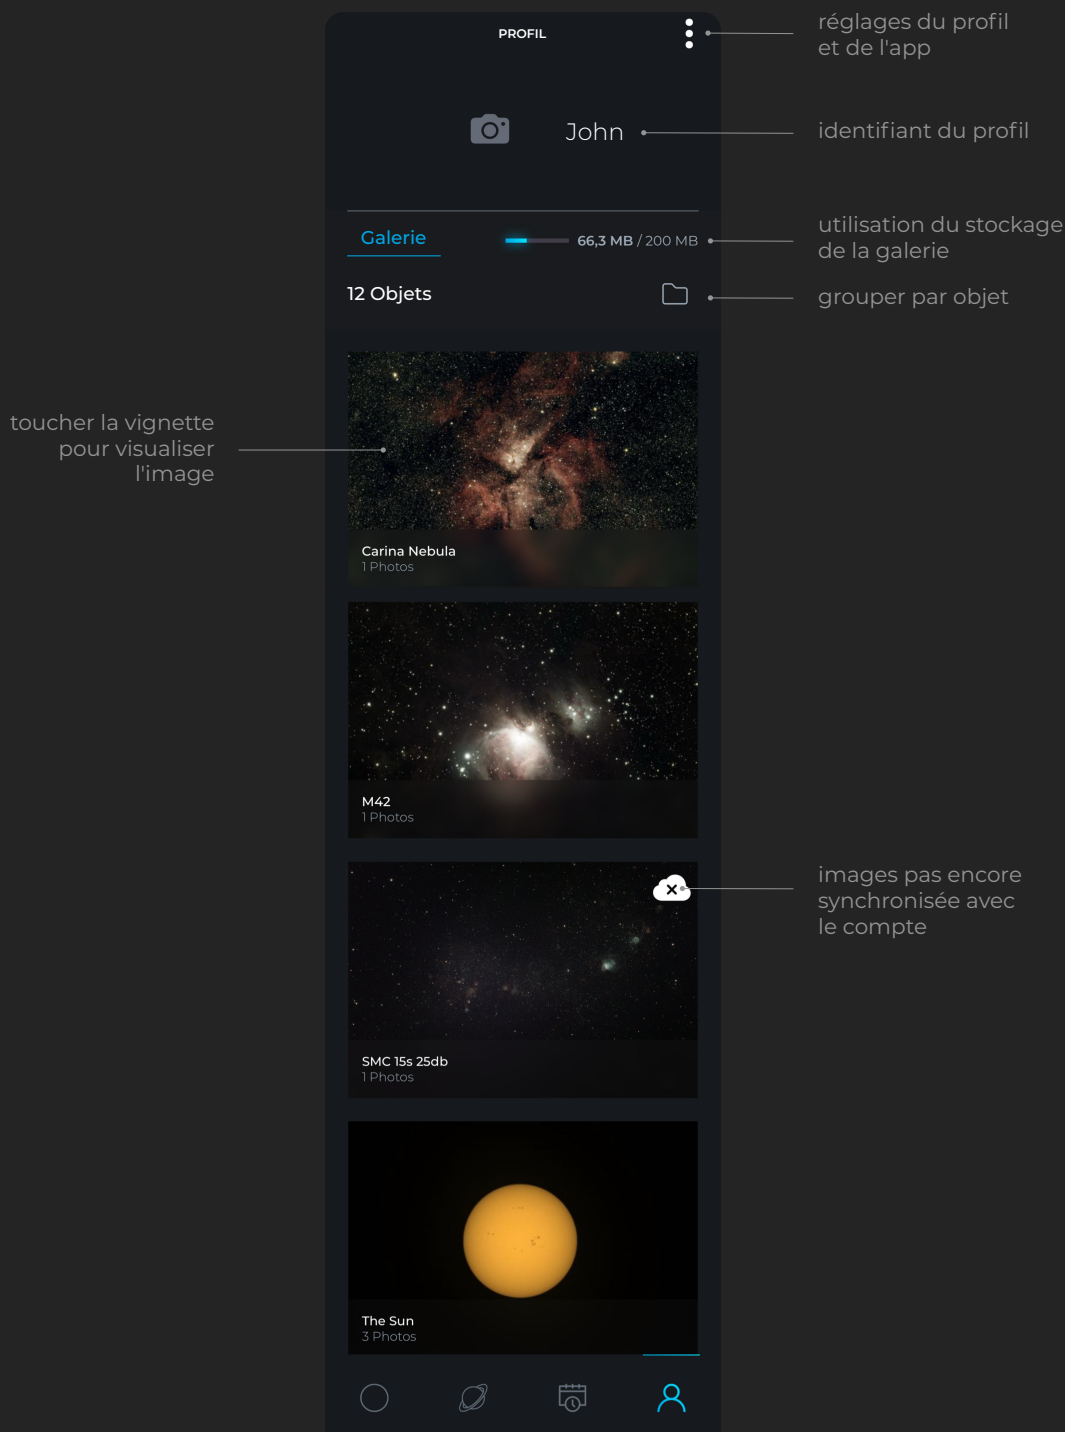 PROFIL
réglages du profil
et de l'app
John
identifiant du profil
Galerie
66,3 MB / 200 MB
utilisation du stockage
de la galerie
12 Objets
grouper par objet
toucher la vignette
pour visualiser
l'image
Carina Nebula
1 Photos
M42
1 Photos
images pas encore
synchronisée avec
le compte
SMC 15s 25db
1 Photos
The Sun
3 Photos